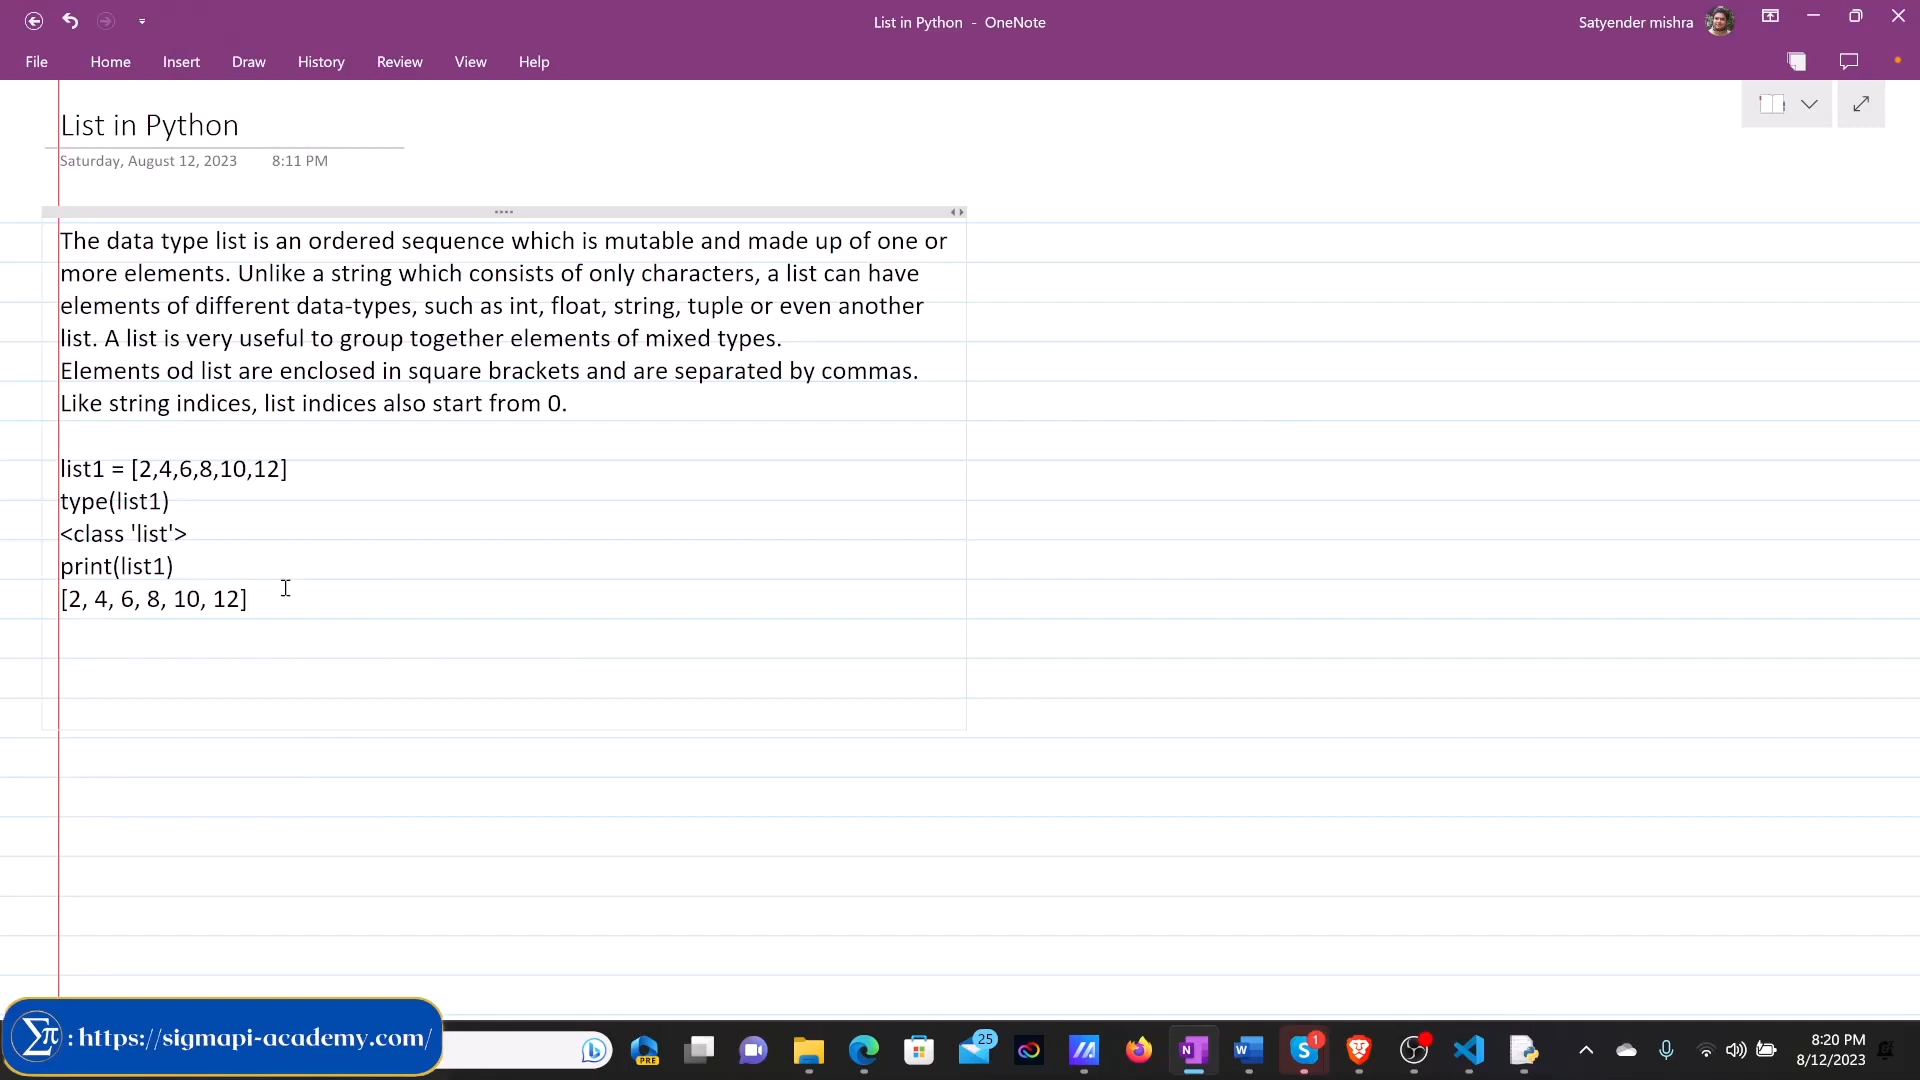 List in Python - OneNote
Satyender mishra
File Home Insert Draw History Review View Help
List in Python
Saturday, August 12, 2023 8:11 PM
The data type list is an ordered sequence which is mutable and made up of one or
more elements. Unlike a string which consists of only characters, a list can have
elements of different data-types, such as int, float, string, tuple or even another
list. A list is very useful to group together elements of mixed types.
Elements od list are enclosed in square brackets and are separated by commas.
Like string indices, list indices also start from 0.
list1 = [2,4,6,8,10,12]
type(list1)
<class 'list'>
print(list1)
[2, 4, 6, 8, 10, 12]
Σπ : https://sigmapi-academy.com/
PRE
25
N
W
S 1
8:20 PM
8/12/2023